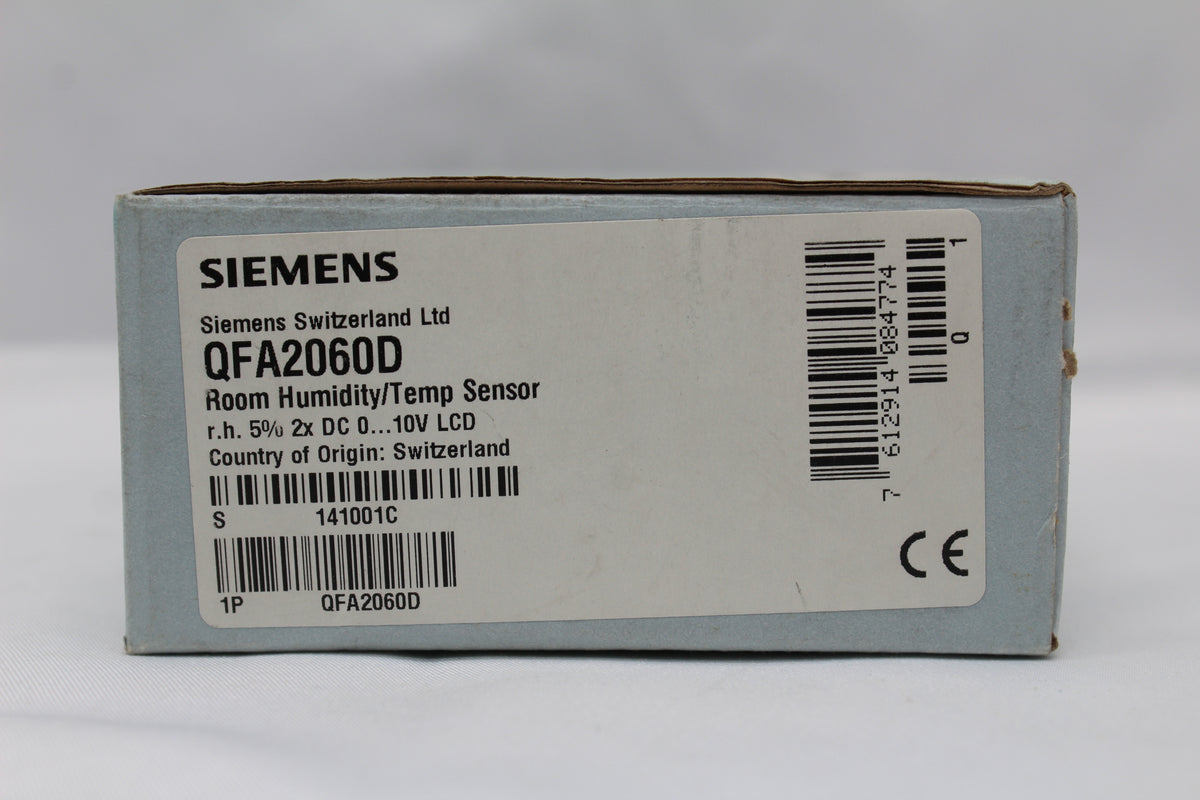 SIEMENS
Siemens Switzerland Ltd
QFA2060D
Room Humidity/Temp Sensor
r.h. 5% 2x DC 0...10V LCD
Country of Origin: Switzerland
S 141001C
1P QFA2060D
7 612914 084774
Q 1
CE